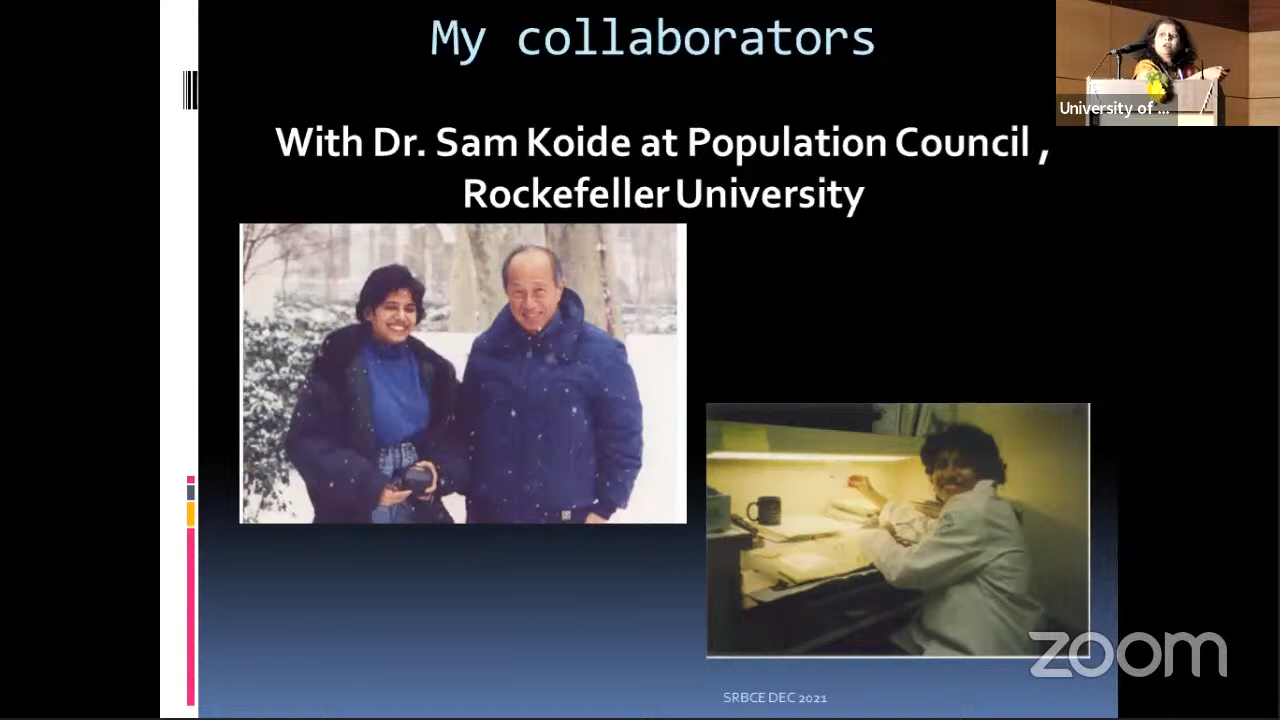 My collaborators
University of ...
With Dr. Sam Koide at Population Council ,
Rockefeller University
zoom
SRBCE DEC 2021